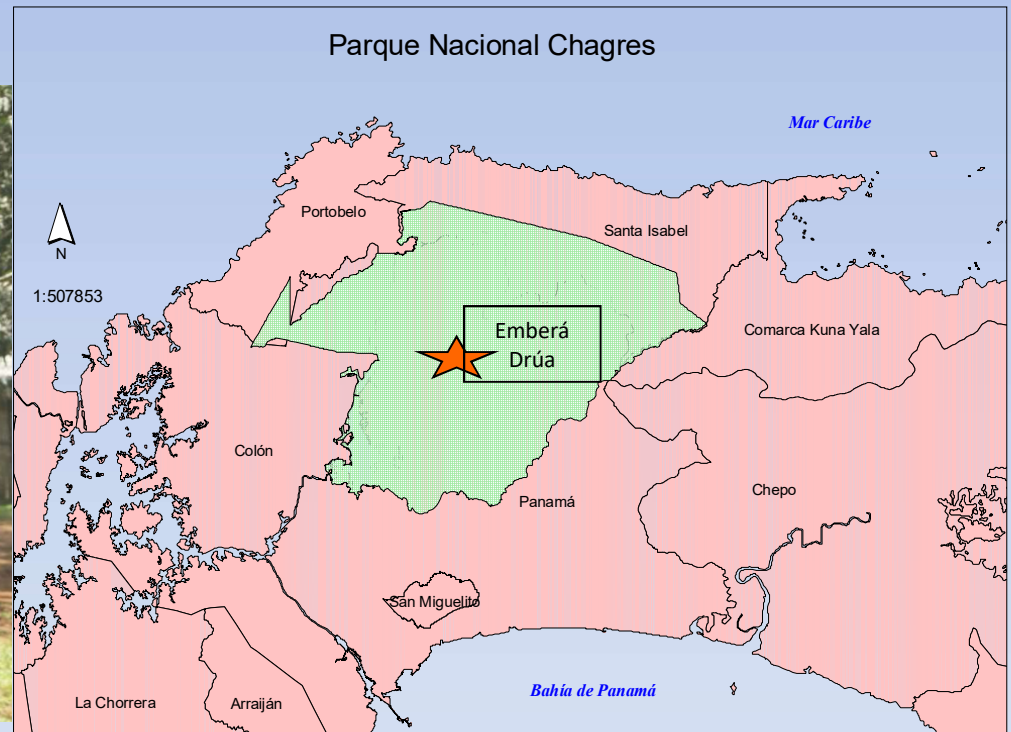 Parque Nacional Chagres
Mar Caribe
Portobelo
Santa Isabel
N
1:507853
Emberá
Drúa
Comarca Kuna Yala
Colón
Chepo
Panamá
San Miguelito
Bahía de Panamá
La Chorrera
Arraiján